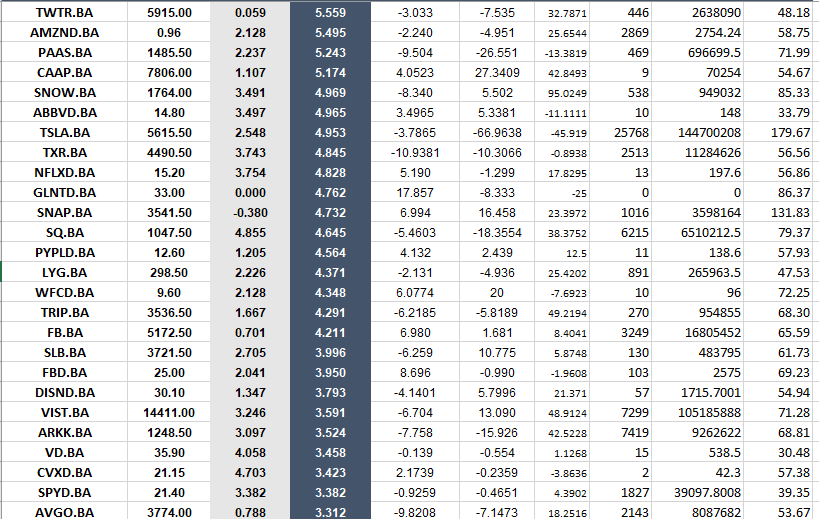 TWTR.BA 5915.00 0.059 5.559 -3.033 -7.535 32.7871 446 2638090 48.18
AMZND.BA 0.96 2.128 5.495 -2.240 -4.951 25.6544 2869 2754.24 58.75
PAAS.BA 1485.50 2.237 5.243 -9.504 -26.551 -13.3819 469 696699.5 71.99
CAAP.BA 7806.00 1.107 5.174 4.0523 27.3409 42.8493 9 70254 54.67
SNOW.BA 1764.00 3.491 4.969 -8.340 5.502 95.0249 538 949032 85.33
ABBVD.BA 14.80 3.497 4.965 3.4965 5.3381 -11.1111 10 148 33.79
TSLA.BA 5615.50 2.548 4.953 -3.7865 -66.9638 -45.919 25768 144700208 179.67
TXR.BA 4490.50 3.743 4.845 -10.9381 -10.3066 -0.8938 2513 11284626 56.56
NFLXD.BA 15.20 3.754 4.828 5.190 -1.299 17.8295 13 197.6 56.86
GLNTD.BA 33.00 0.000 4.762 17.857 -8.333 -25 0 0 86.37
SNAP.BA 3541.50 -0.380 4.732 6.994 16.458 23.3972 1016 3598164 131.83
SQ.BA 1047.50 4.855 4.645 -5.4603 -18.3554 38.3752 6215 6510212.5 79.37
PYPLD.BA 12.60 1.205 4.564 4.132 2.439 12.5 11 138.6 57.93
LYG.BA 298.50 2.226 4.371 -2.131 -4.936 25.4202 891 265963.5 47.53
WFCD.BA 9.60 2.128 4.348 6.0774 20 -7.6923 10 96 72.25
TRIP.BA 3536.50 1.667 4.291 -6.2185 -5.8189 49.2194 270 954855 68.30
FB.BA 5172.50 0.701 4.211 6.980 1.681 8.4041 3249 16805452 65.59
SLB.BA 3721.50 2.705 3.996 -6.259 10.775 5.8748 130 483795 61.73
FBD.BA 25.00 2.041 3.950 8.696 -0.990 -1.9608 103 2575 69.23
DISND.BA 30.10 1.347 3.793 -4.1401 5.7996 21.371 57 1715.7001 54.94
VIST.BA 14411.00 3.246 3.591 -6.704 13.090 48.9124 7299 105185888 71.28
ARKK.BA 1248.50 3.097 3.524 -7.758 -15.926 42.5228 7419 9262622 68.81
VD.BA 35.90 4.058 3.458 -0.139 -0.554 1.1268 15 538.5 30.48
CVXD.BA 21.15 4.703 3.423 2.1739 -0.2359 -3.8636 2 42.3 57.38
SPYD.BA 21.40 3.382 3.382 -0.9259 -0.4651 4.3902 1827 39097.8008 39.35
AVGO.BA 3774.00 0.788 3.312 -9.8208 -7.1473 18.2516 2143 8087682 53.67